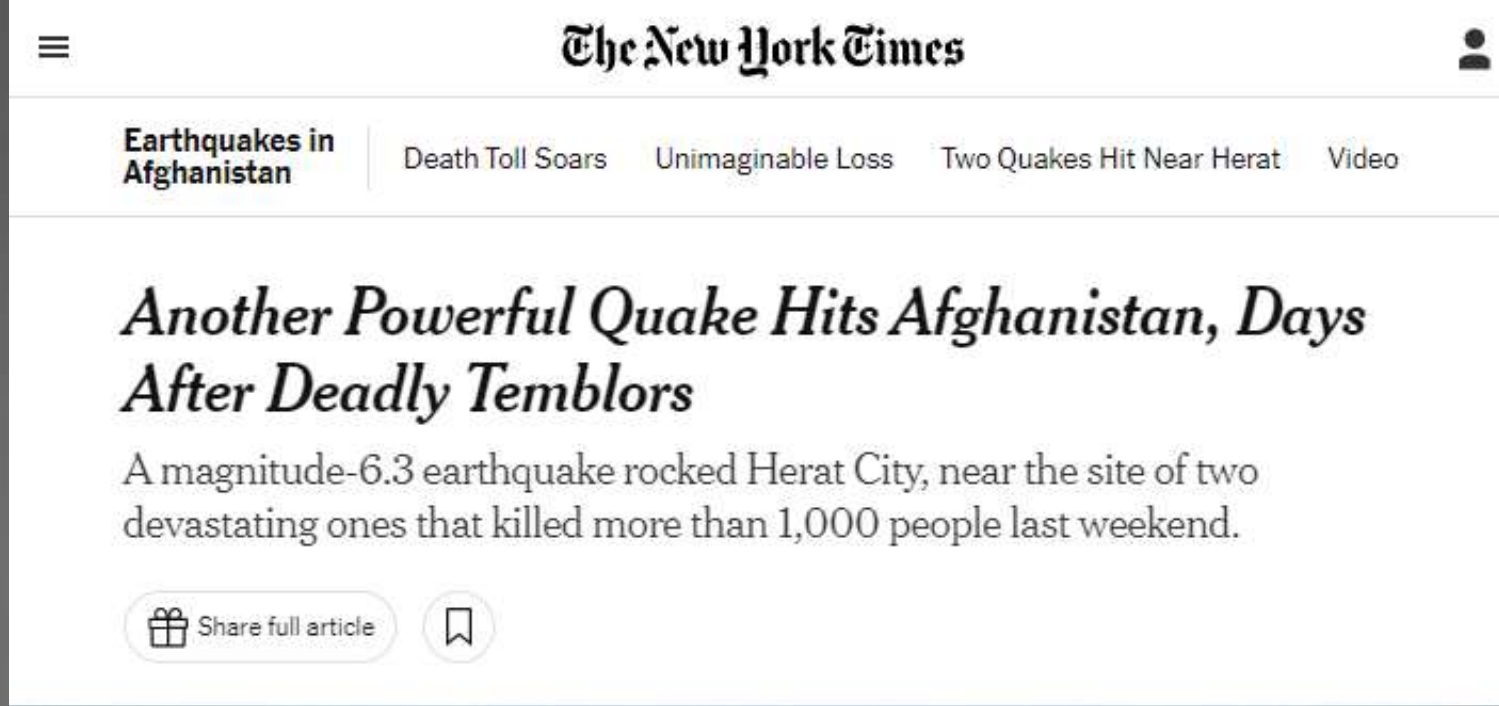 The New York Times
Earthquakes in
Afghanistan
Death Toll Soars
Unimaginable Loss
Two Quakes Hit Near Herat
Video
Another Powerful Quake Hits Afghanistan, Days
After Deadly Temblors
A magnitude-6.3 earthquake rocked Herat City, near the site of two
devastating ones that killed more than 1,000 people last weekend.
Share full article